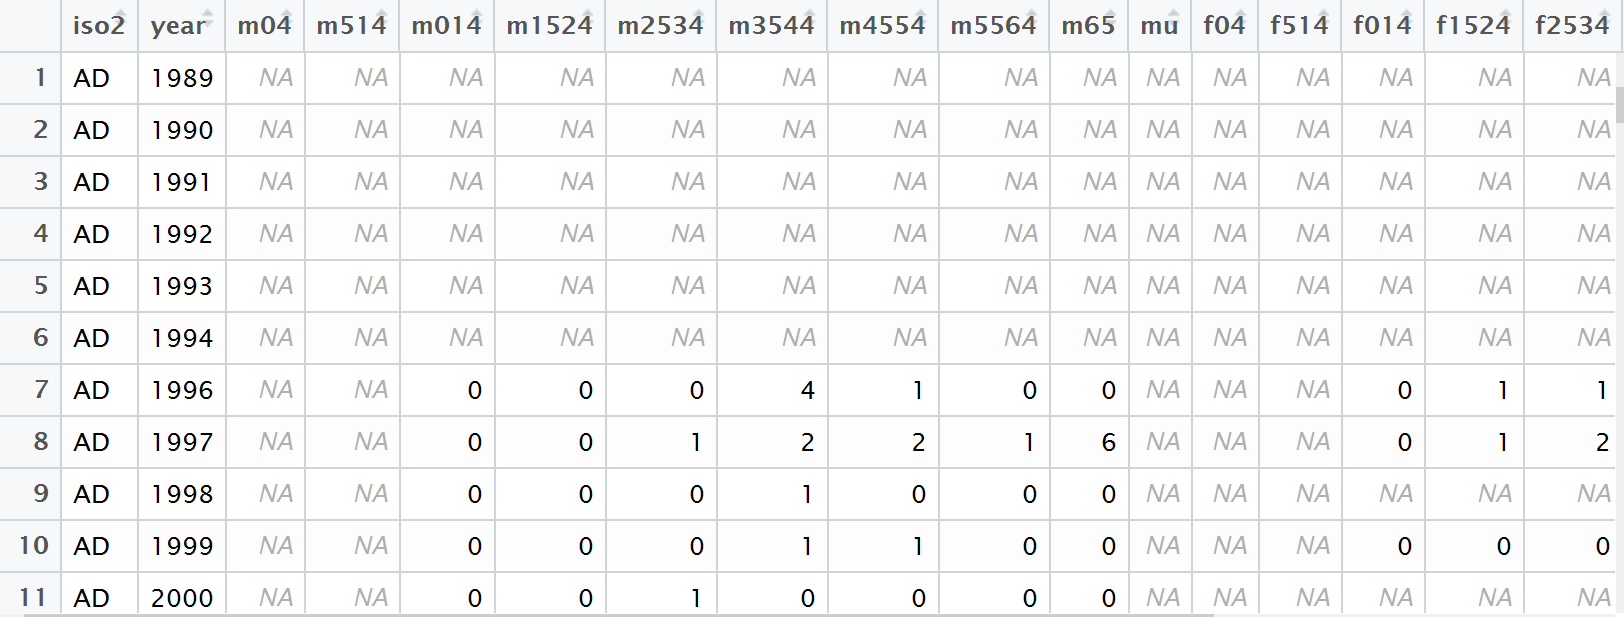 iso2 year m04 m514 m014 m1524 m2534 m3544 m4554 m5564 m65 mu f04 f514 f014 f1524 f2534
1 AD 1989 NA NA NA NA NA NA NA NA NA NA NA NA NA NA NA
2 AD 1990 NA NA NA NA NA NA NA NA NA NA NA NA NA NA NA
3 AD 1991 NA NA NA NA NA NA NA NA NA NA NA NA NA NA NA
4 AD 1992 NA NA NA NA NA NA NA NA NA NA NA NA NA NA NA
5 AD 1993 NA NA NA NA NA NA NA NA NA NA NA NA NA NA NA
6 AD 1994 NA NA NA NA NA NA NA NA NA NA NA NA NA NA NA
7 AD 1996 NA NA 0 0 0 4 1 0 0 NA NA NA 0 1 1
8 AD 1997 NA NA 0 0 1 2 2 1 6 NA NA NA 0 1 2
9 AD 1998 NA NA 0 0 0 1 0 0 0 NA NA NA NA NA NA
10 AD 1999 NA NA 0 0 0 1 1 0 0 NA NA NA 0 0 0
11 AD 2000 NA NA 0 0 1 0 0 0 0 NA NA NA NA NA NA